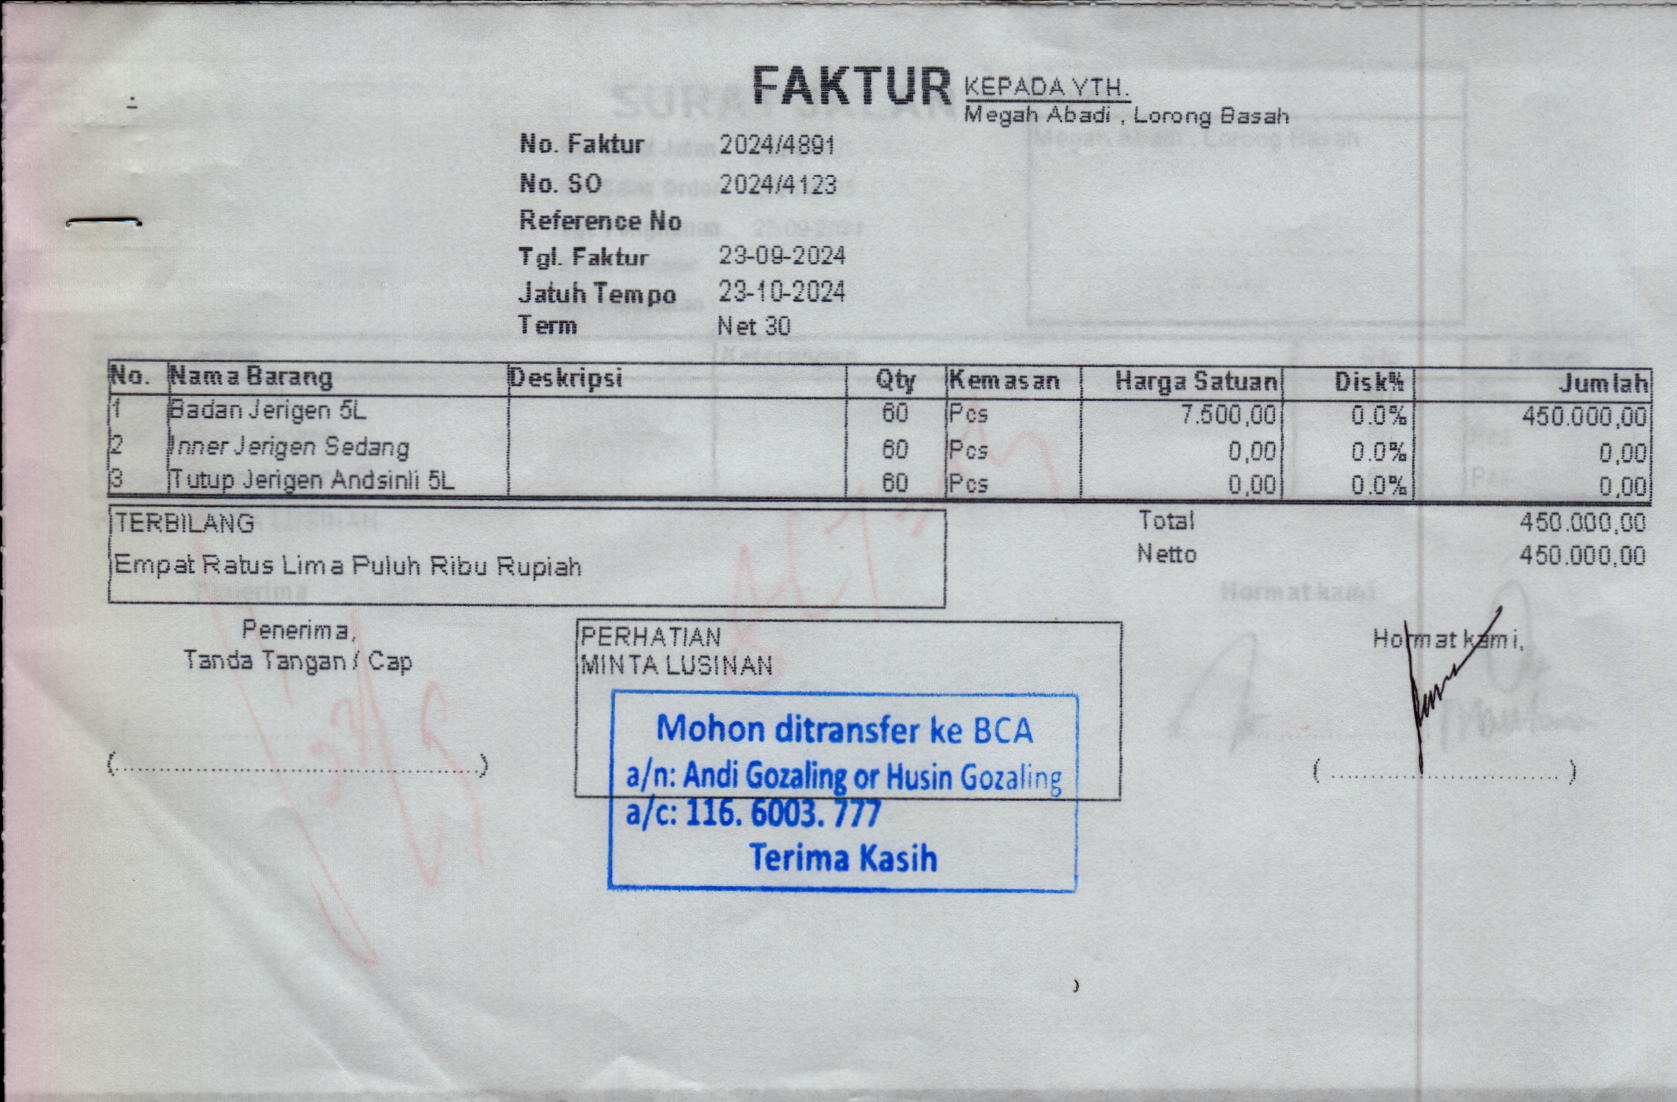 FAKTUR
KEPADA YTH.
Megah Abadi , Lorong Basah
No. Faktur 2024/4891
No. SO 2024/4123
Reference No
Tgl. Faktur 23-09-2024
Jatuh Tempo 23-10-2024
Term Net 30
No. Nama Barang Deskripsi Qty Kemasan Harga Satuan Disk% Jumlah
1 Badan Jerigen 5L 60 Pcs 7.500,00 0.0% 450.000,00
2 Inner Jerigen Sedang 60 Pcs 0,00 0.0% 0,00
3 Tutup Jerigen Andsinli 5L 60 Pcs 0,00 0.0% 0,00
TERBILANG
Empat Ratus Lima Puluh Ribu Rupiah
Total 450.000,00
Netto 450.000,00
Penerima,
Tanda Tangan / Cap
(..................................................)
PERHATIAN
MINTA LUSINAN
Mohon ditransfer ke BCA
a/n: Andi Gozaling or Husin Gozaling
a/c: 116. 6003. 777
Terima Kasih
Hormat kami,
( ................................ )